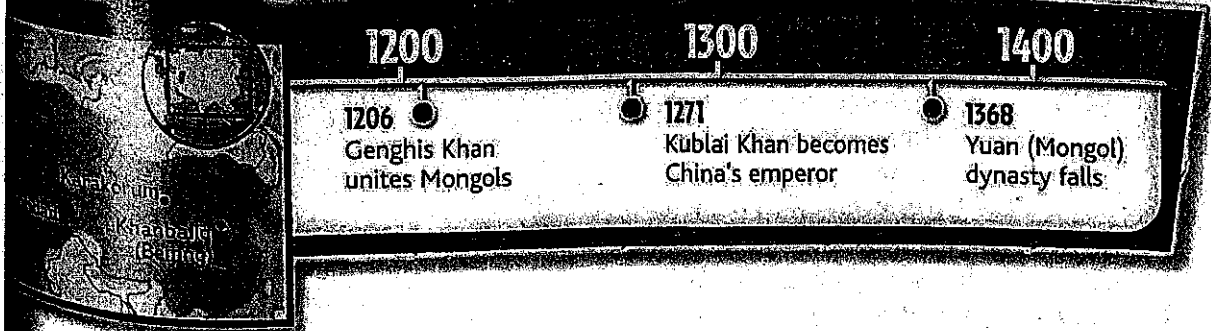 1200
1300
1400
1206
Genghis Khan
unites Mongols
1271
Kublai Khan becomes
China's emperor
1368
Yuan (Mongol)
dynasty falls
Karakorum
Khanbaliq
(Beijing)